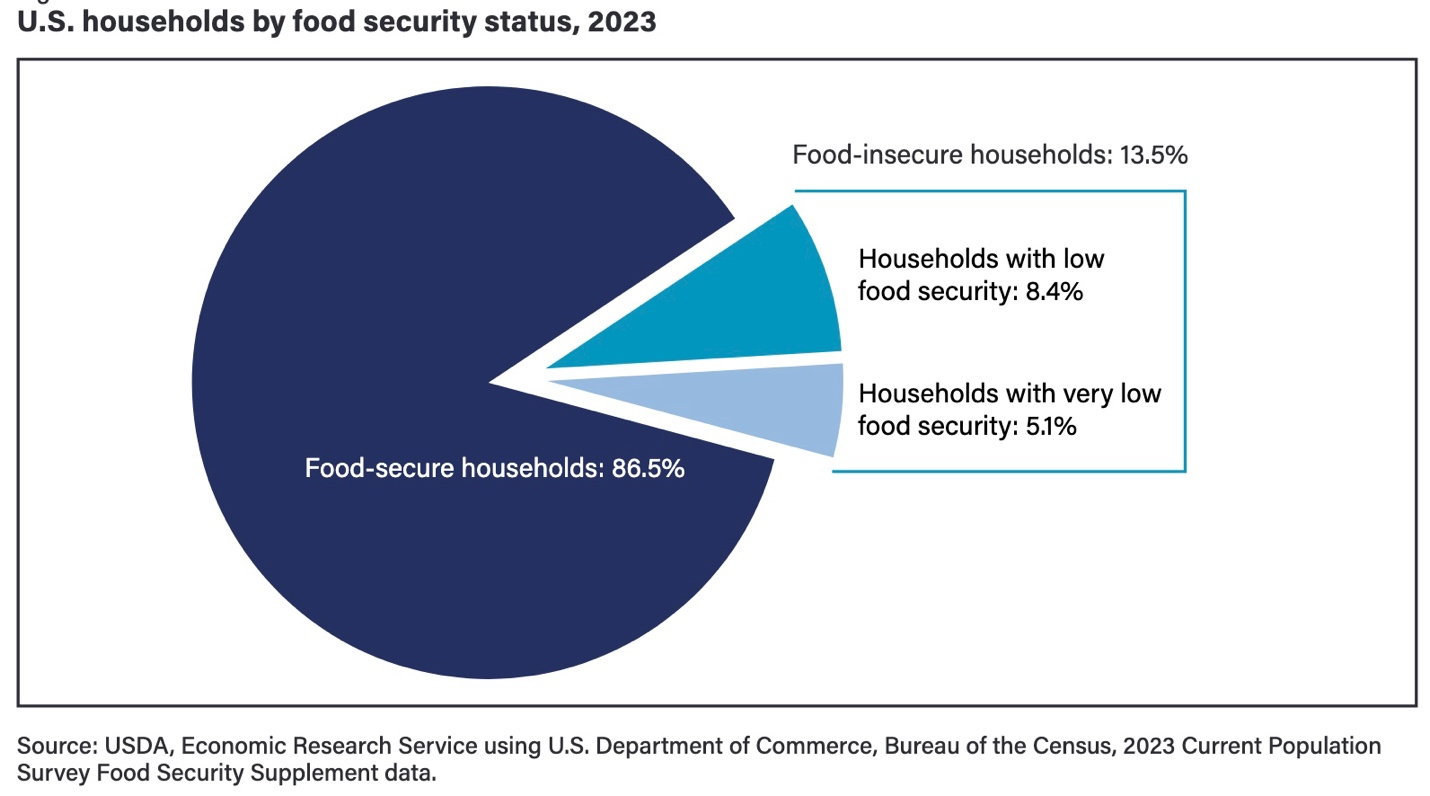 U.S. households by food security status, 2023
Food-insecure households: 13.5%
Households with low
food security: 8.4%
Households with very low
food security: 5.1%
Food-secure households: 86.5%
Source: USDA, Economic Research Service using U.S. Department of Commerce, Bureau of the Census, 2023 Current Population
Survey Food Security Supplement data.